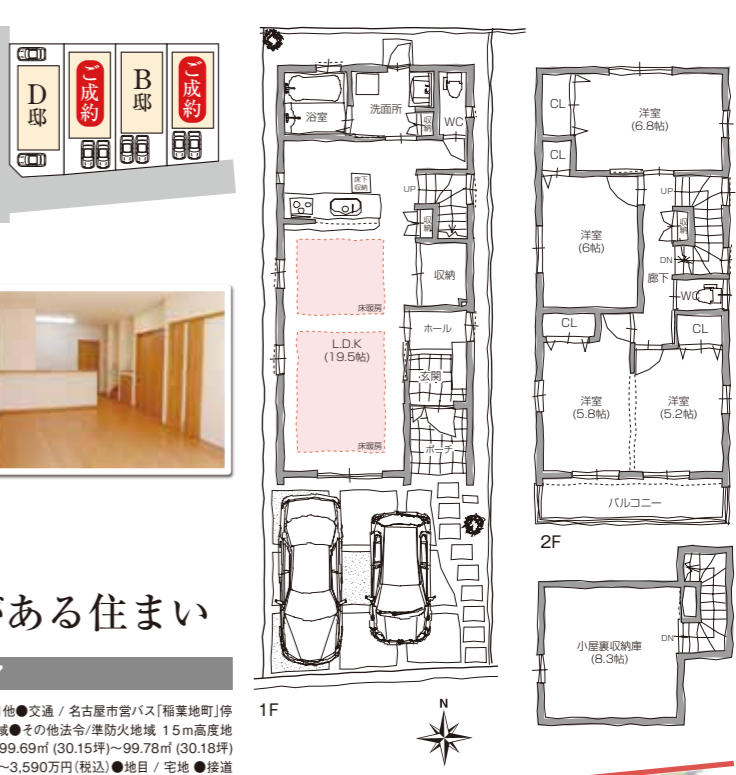 D邸
ご成約
B邸
ご成約
浴室
洗面所
収納
WC
床下収納
UP
収納
収納
床暖房
L.D.K
(19.5帖)
ホール
玄関
床暖房
ポーチ
1F
N
CL
洋室
(6.8帖)
CL
UP
洋室
(6帖)
収納
DN
廊下
WC
CL
CL
洋室
(5.8帖)
洋室
(5.2帖)
バルコニー
2F
小屋裏収納庫
(8.3帖)
DN
がある住まい
他●交通 / 名古屋市営バス「稲葉地町」停
域●その他法令/準防火地域 15m高度地
99.69㎡ (30.15坪)～99.78㎡ (30.18坪)
～3,590万円(税込)●地目 / 宅地 ●接道